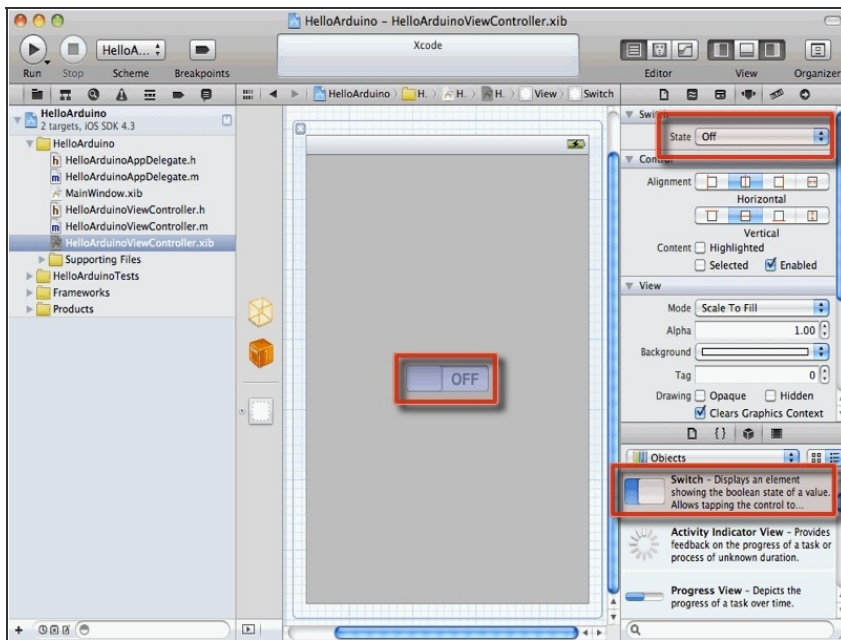 HelloArduino - HelloArduinoViewController.xib
HelloA...
Xcode
Run Stop Scheme Breakpoints
Editor View Organizer
HelloArduino H. H. H. View Switch
HelloArduino
2 targets, iOS SDK 4.3
HelloArduino
HelloArduinoAppDelegate.h
HelloArduinoAppDelegate.m
MainWindow.xib
HelloArduinoViewController.h
HelloArduinoViewController.m
HelloArduinoViewController.xib
Supporting Files
HelloArduinoTests
Frameworks
Products
OFF
State Off
Control
Alignment
Horizontal
Vertical
Content Highlighted
Selected Enabled
View
Mode Scale To Fill
Alpha 1.00
Background
Tag 0
Drawing Opaque Hidden
Clears Graphics Context
{}
Objects
Switch - Displays an element
showing the boolean state of a value.
Allows tapping the control to...
Activity Indicator View - Provides
feedback on the progress of a task or
process of unknown duration.
Progress View - Depicts the
progress of a task over time.